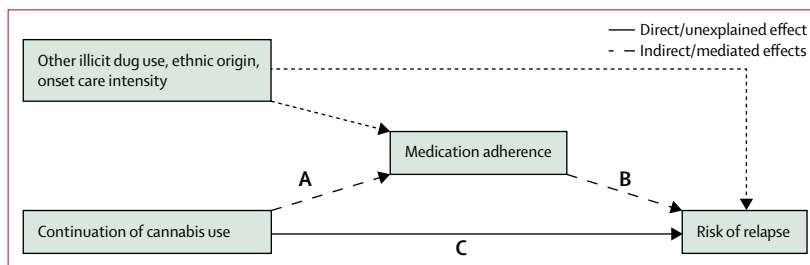 Direct/unexplained effect
Indirect/mediated effects
Other illicit dug use, ethnic origin,
onset care intensity
Medication adherence
A
B
Continuation of cannabis use
C
Risk of relapse